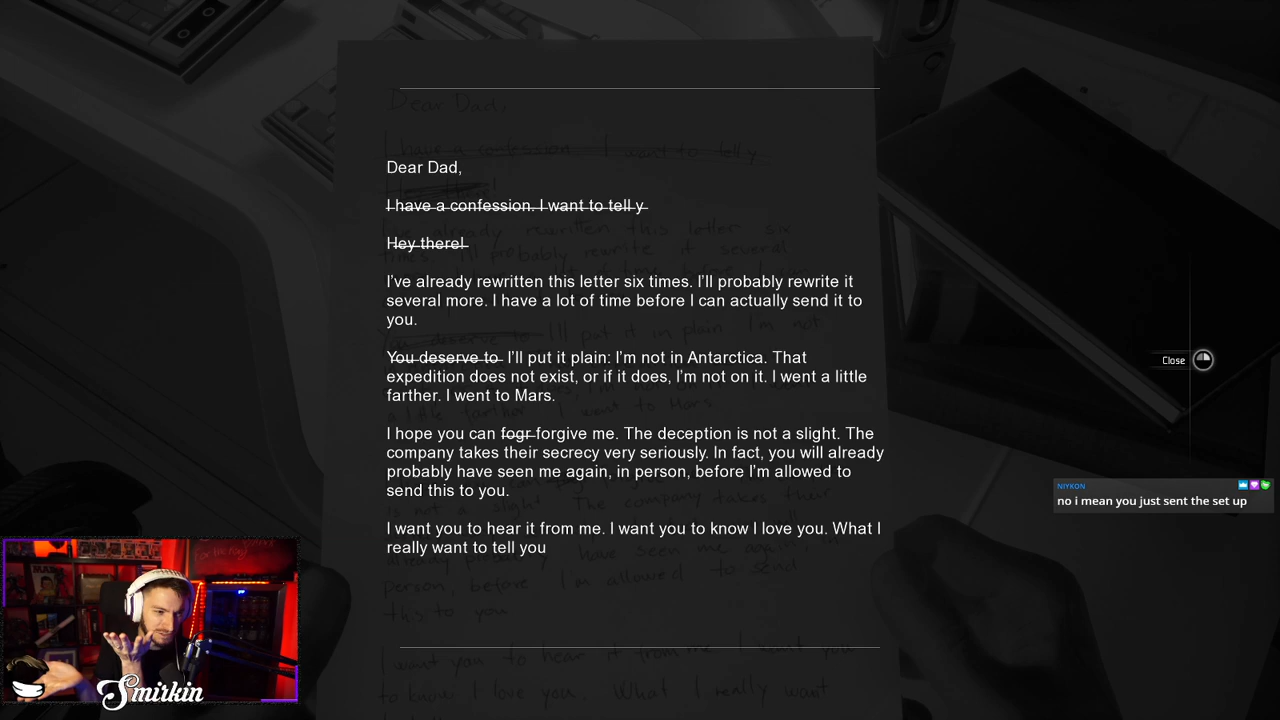 Dear Dad,
I have a confession. I want to tell y
Hey there!
I've already rewritten this letter six times. I'll probably rewrite it
several more. I have a lot of time before I can actually send it to
you.
You deserve to I'll put it plain: I'm not in Antarctica. That
expedition does not exist, or if it does, I'm not on it. I went a little
farther. I went to Mars.
I hope you can fogr forgive me. The deception is not a slight. The
company takes their secrecy very seriously. In fact, you will already
probably have seen me again, in person, before I'm allowed to
send this to you.
I want you to hear it from me. I want you to know I love you. What I
really want to tell you
Close
NIYKON
no i mean you just sent the set up
Smirkin